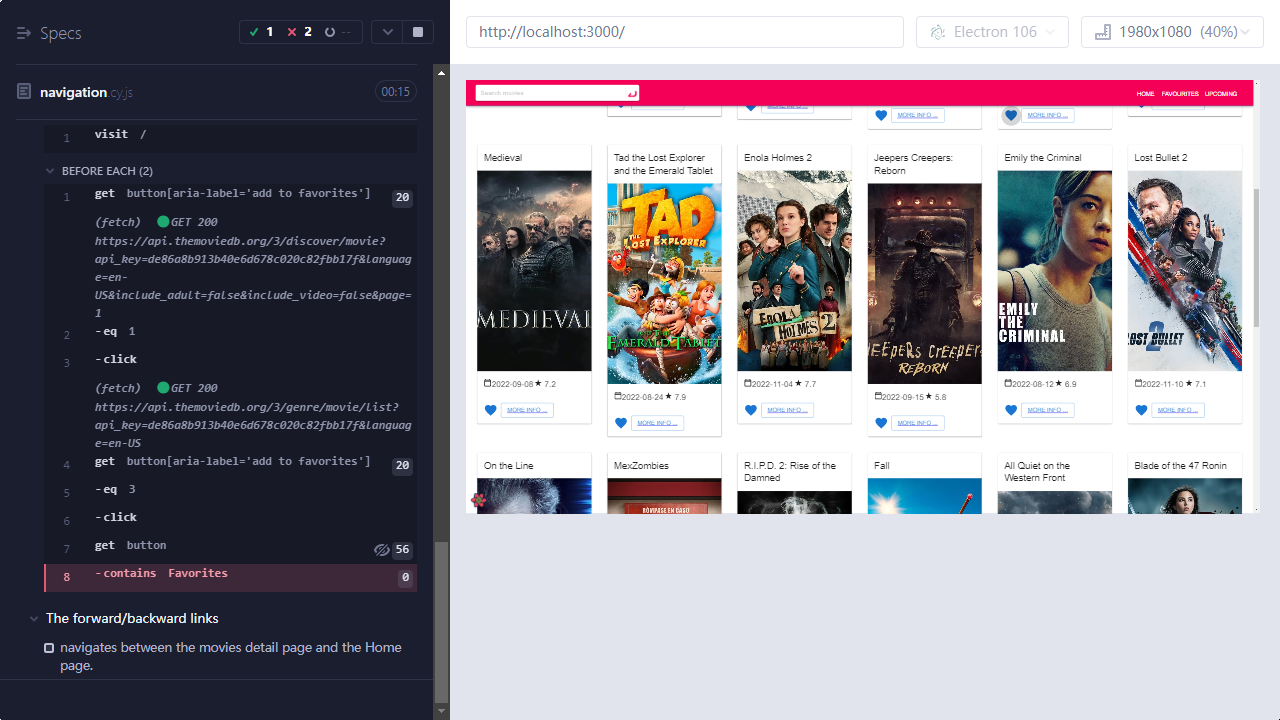 Specs
1
2
--
navigation.cy.js
00:15
1 visit /
BEFORE EACH (2)
1 get button[aria-label='add to favorites'] 20
(fetch) GET 200
https://api.themoviedb.org/3/discover/movie?
api_key=de86a8b913b40e6d678c020c82fbb17f&languag
e=en-
US&include_adult=false&include_video=false&page=
1
2 -eq 1
3 -click
(fetch) GET 200
https://api.themoviedb.org/3/genre/movie/list?
api_key=de86a8b913b40e6d678c020c82fbb17f&languag
e=en-US
4 get button[aria-label='add to favorites'] 20
5 -eq 3
6 -click
7 get button 56
8 -contains Favorites 0
The forward/backward links
navigates between the movies detail page and the Home
page.
http://localhost:3000/
Electron 106
1980x1080 (40%)
Search movies
HOME FAVOURITES UPCOMING
MORE INFO ... MORE INFO ...
Medieval
Tad the Lost Explorer
and the Emerald Tablet
Enola Holmes 2
Jeepers Creepers:
Reborn
Emily the Criminal
Lost Bullet 2
MEDIEVAL
TAD
THE LOST EXPLORER
EMERALD TABLET
ENOLA
HOLMES 2
JEEPERS CREEPERS
REBORN
EMILY
THE
CRIMINAL
LOST BULLET
2
2022-09-08 7.2
2022-08-24 7.9
2022-11-04 7.7
2022-09-15 5.8
2022-08-12 6.9
2022-11-10 7.1
MORE INFO ... MORE INFO ... MORE INFO ... MORE INFO ... MORE INFO ... MORE INFO ...
On the Line
MexZombies
R.I.P.D. 2: Rise of the
Damned
Fall
All Quiet on the
Western Front
Blade of the 47 Ronin
RÓMPASE EN CASO